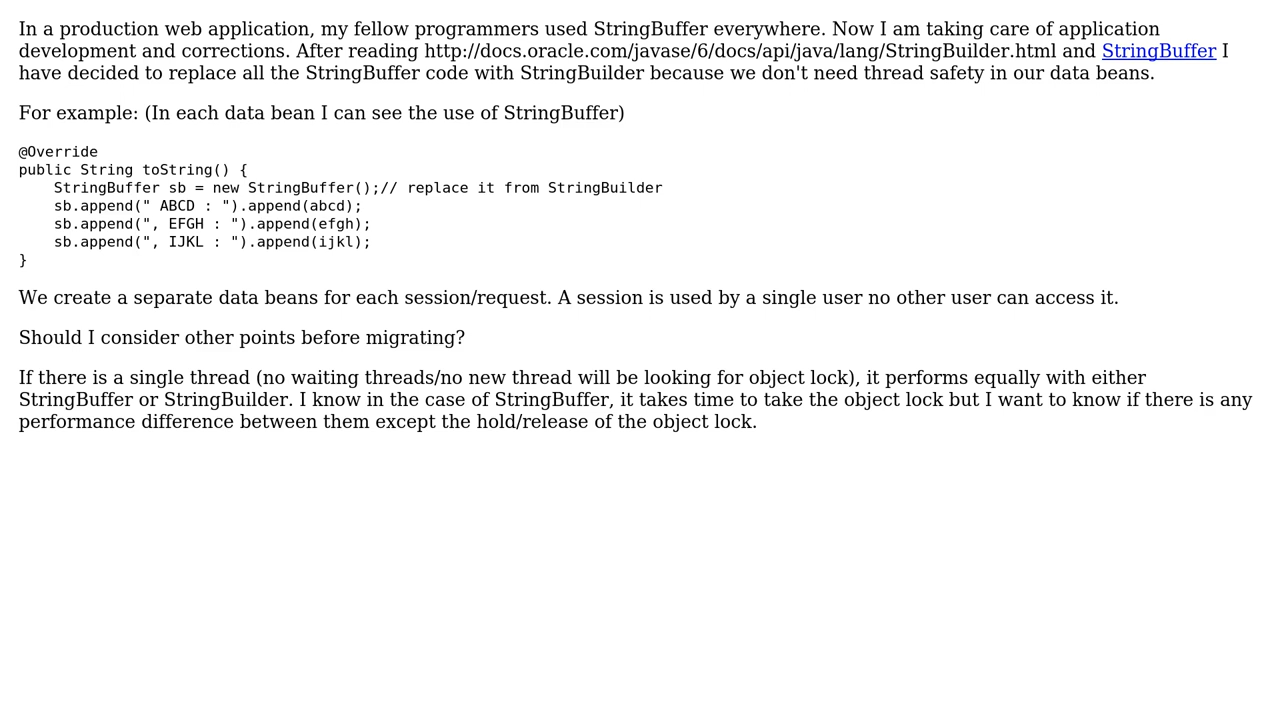 In a production web application, my fellow programmers used StringBuffer everywhere. Now I am taking care of application
development and corrections. After reading http://docs.oracle.com/javase/6/docs/api/java/lang/StringBuilder.html and StringBuffer I
have decided to replace all the StringBuffer code with StringBuilder because we don't need thread safety in our data beans.
For example: (In each data bean I can see the use of StringBuffer)
@Override
public String toString() {
    StringBuffer sb = new StringBuffer();// replace it from StringBuilder
    sb.append(" ABCD : ").append(abcd);
    sb.append(", EFGH : ").append(efgh);
    sb.append(", IJKL : ").append(ijkl);
}
We create a separate data beans for each session/request. A session is used by a single user no other user can access it.
Should I consider other points before migrating?
If there is a single thread (no waiting threads/no new thread will be looking for object lock), it performs equally with either
StringBuffer or StringBuilder. I know in the case of StringBuffer, it takes time to take the object lock but I want to know if there is any
performance difference between them except the hold/release of the object lock.